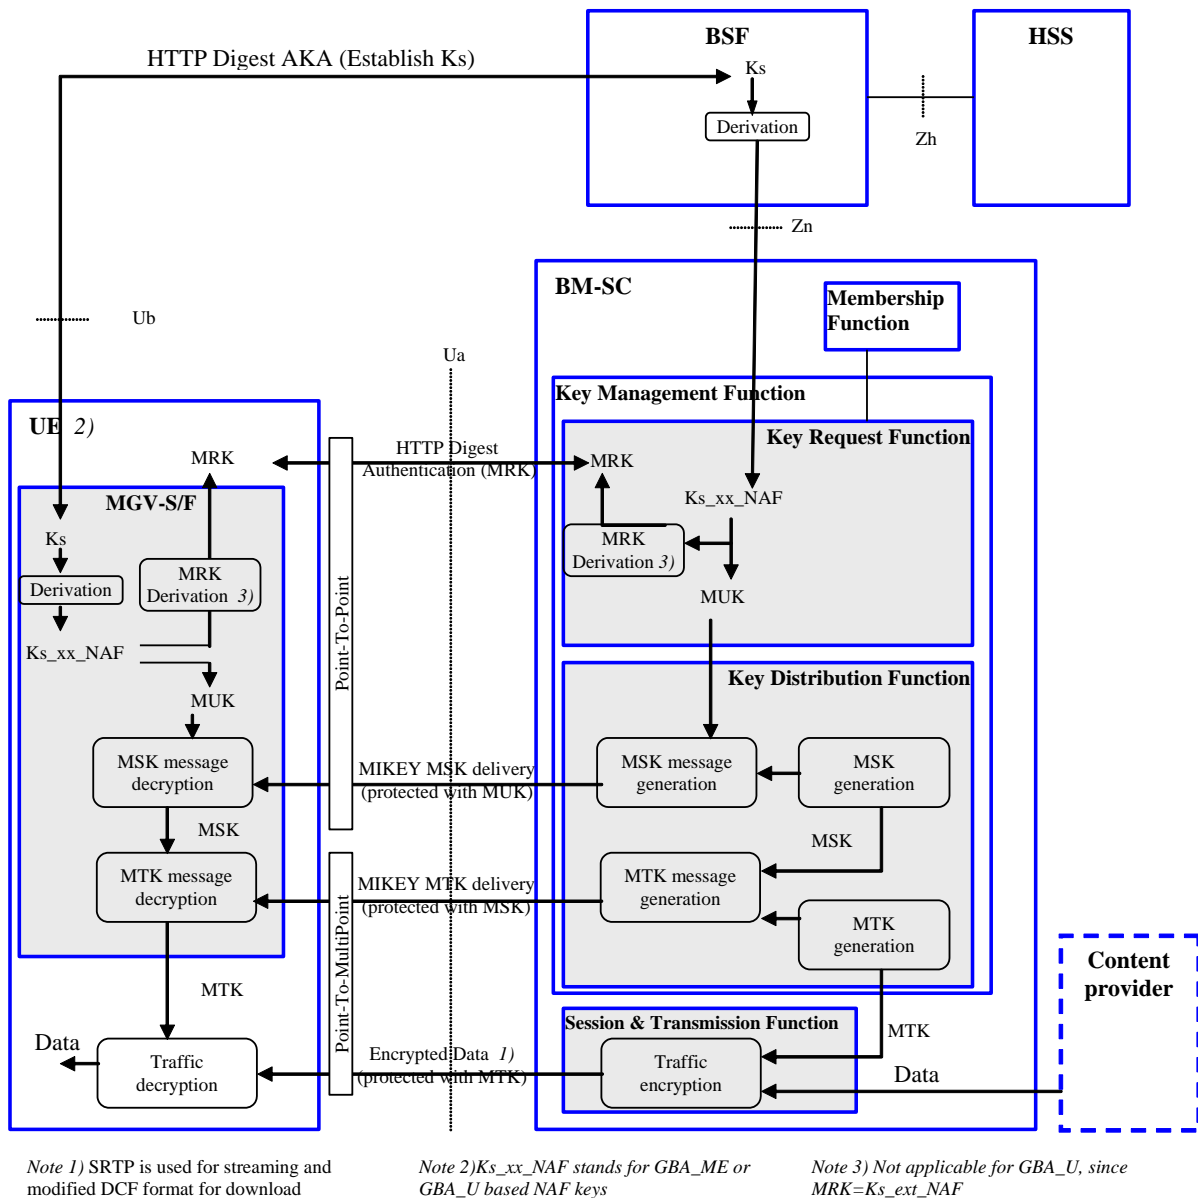 BSF
HSS
HTTP Digest AKA (Establish Ks)
Ks
Derivation
Zh
Zn
BM-SC
Membership
Function
Ub
Ua
Key Management Function
UE 2)
Key Request Function
MRK
HTTP Digest
Authentication (MRK)
MRK
MGV-S/F
Ks_xx_NAF
Ks
MRK
Derivation 3)
Derivation
MRK
Derivation 3)
MUK
Ks_xx_NAF
Point-To-Point
Key Distribution Function
MUK
MSK message
decryption
MIKEY MSK delivery
(protected with MUK)
MSK message
generation
MSK
generation
MSK
MSK
MTK message
decryption
MIKEY MTK delivery
(protected with MSK)
MTK message
generation
MTK
generation
Point-To-MultiPoint
Content
provider
MTK
Session & Transmission Function
MTK
Data
Traffic
decryption
Encrypted Data 1)
(protected with MTK)
Traffic
encryption
Data
Note 1) SRTP is used for streaming and
modified DCF format for download
Note 2)Ks_xx_NAF stands for GBA_ME or
GBA_U based NAF keys
Note 3) Not applicable for GBA_U, since
MRK=Ks_ext_NAF